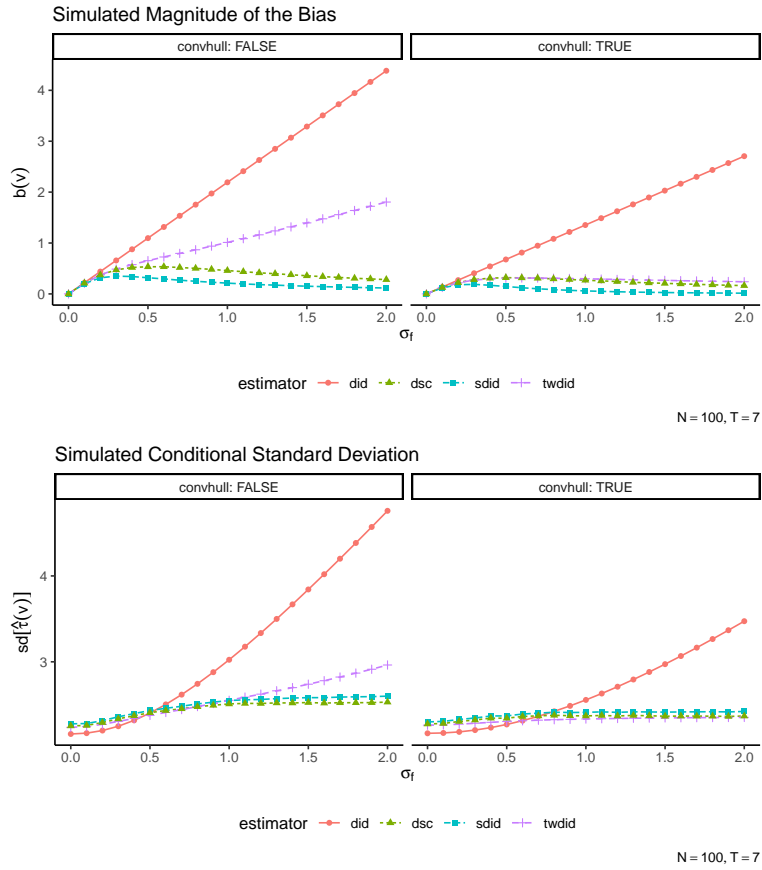 Simulated Magnitude of the Bias
convhull: FALSE convhull: TRUE
4
3
2
1
0
b(v)
0.0 0.5 1.0 1.5 2.0 0.0 0.5 1.0 1.5 2.0
σf
estimator did dsc sdid twdid
N = 100, T = 7
Simulated Conditional Standard Deviation
convhull: FALSE convhull: TRUE
4
3
sd[τ̂(v)]
0.0 0.5 1.0 1.5 2.0 0.0 0.5 1.0 1.5 2.0
σf
estimator did dsc sdid twdid
N = 100, T = 7